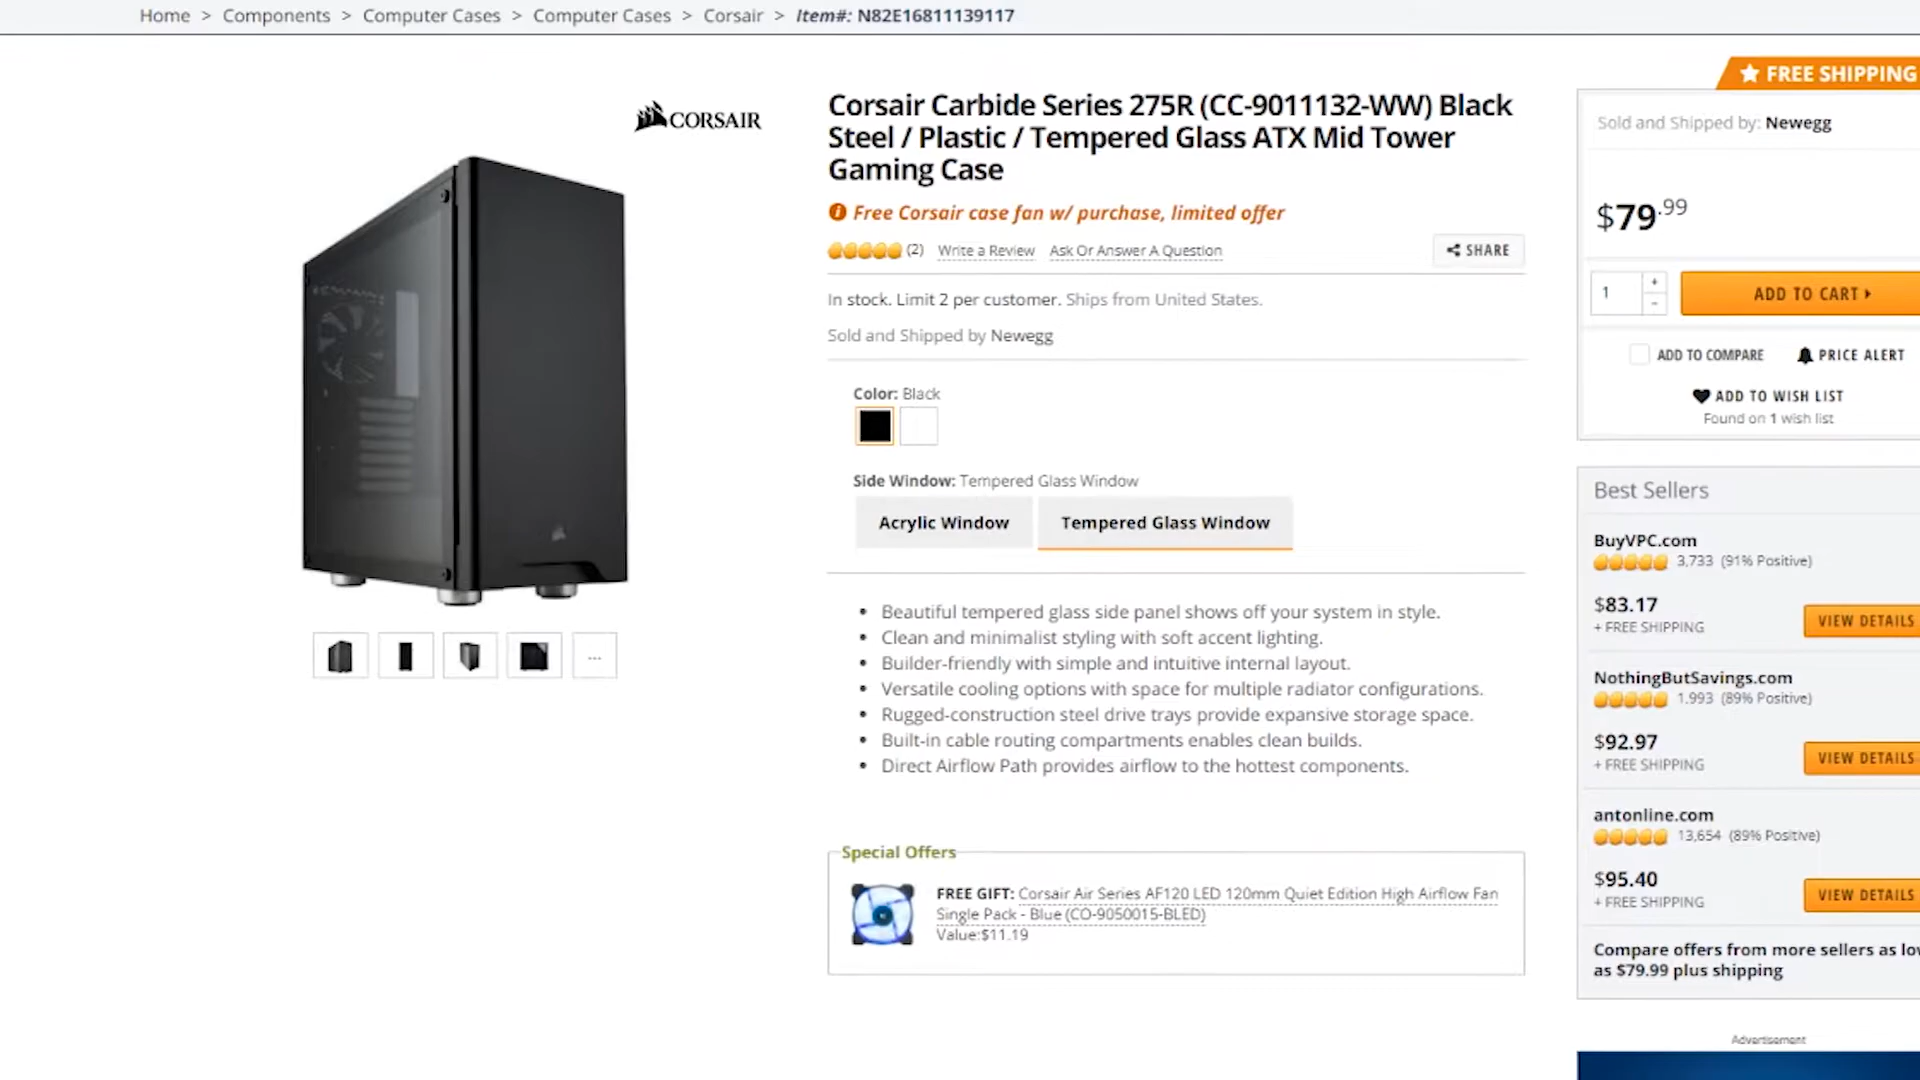 Home > Components > Computer Cases > Computer Cases > Corsair > Item#: N82E16811139117
CORSAIR
Corsair Carbide Series 275R (CC-9011132-WW) Black
Steel / Plastic / Tempered Glass ATX Mid Tower
Gaming Case
Free Corsair case fan w/ purchase, limited offer
(2) Write a Review Ask Or Answer A Question
SHARE
In stock. Limit 2 per customer. Ships from United States.
Sold and Shipped by Newegg
Color: Black
Side Window: Tempered Glass Window
Acrylic Window
Tempered Glass Window
• Beautiful tempered glass side panel shows off your system in style.
• Clean and minimalist styling with soft accent lighting.
• Builder-friendly with simple and intuitive internal layout.
• Versatile cooling options with space for multiple radiator configurations.
• Rugged-construction steel drive trays provide expansive storage space.
• Built-in cable routing compartments enables clean builds.
• Direct Airflow Path provides airflow to the hottest components.
...
Special Offers
FREE GIFT: Corsair Air Series AF120 LED 120mm Quiet Edition High Airflow Fan
Single Pack - Blue (CO-9050015-BLED)
Value:$11.19
FREE SHIPPING
Sold and Shipped by: Newegg
$79.99
1
+
-
ADD TO CART
ADD TO COMPARE
PRICE ALERT
ADD TO WISH LIST
Found on 1 wish list
Best Sellers
BuyVPC.com
3,733 (91% Positive)
$83.17
+ FREE SHIPPING
VIEW DETAILS
NothingButSavings.com
1,993 (89% Positive)
$92.97
+ FREE SHIPPING
VIEW DETAILS
antonline.com
13,654 (89% Positive)
$95.40
+ FREE SHIPPING
VIEW DETAILS
Compare offers from more sellers as
as $79.99 plus shipping
Advertisement